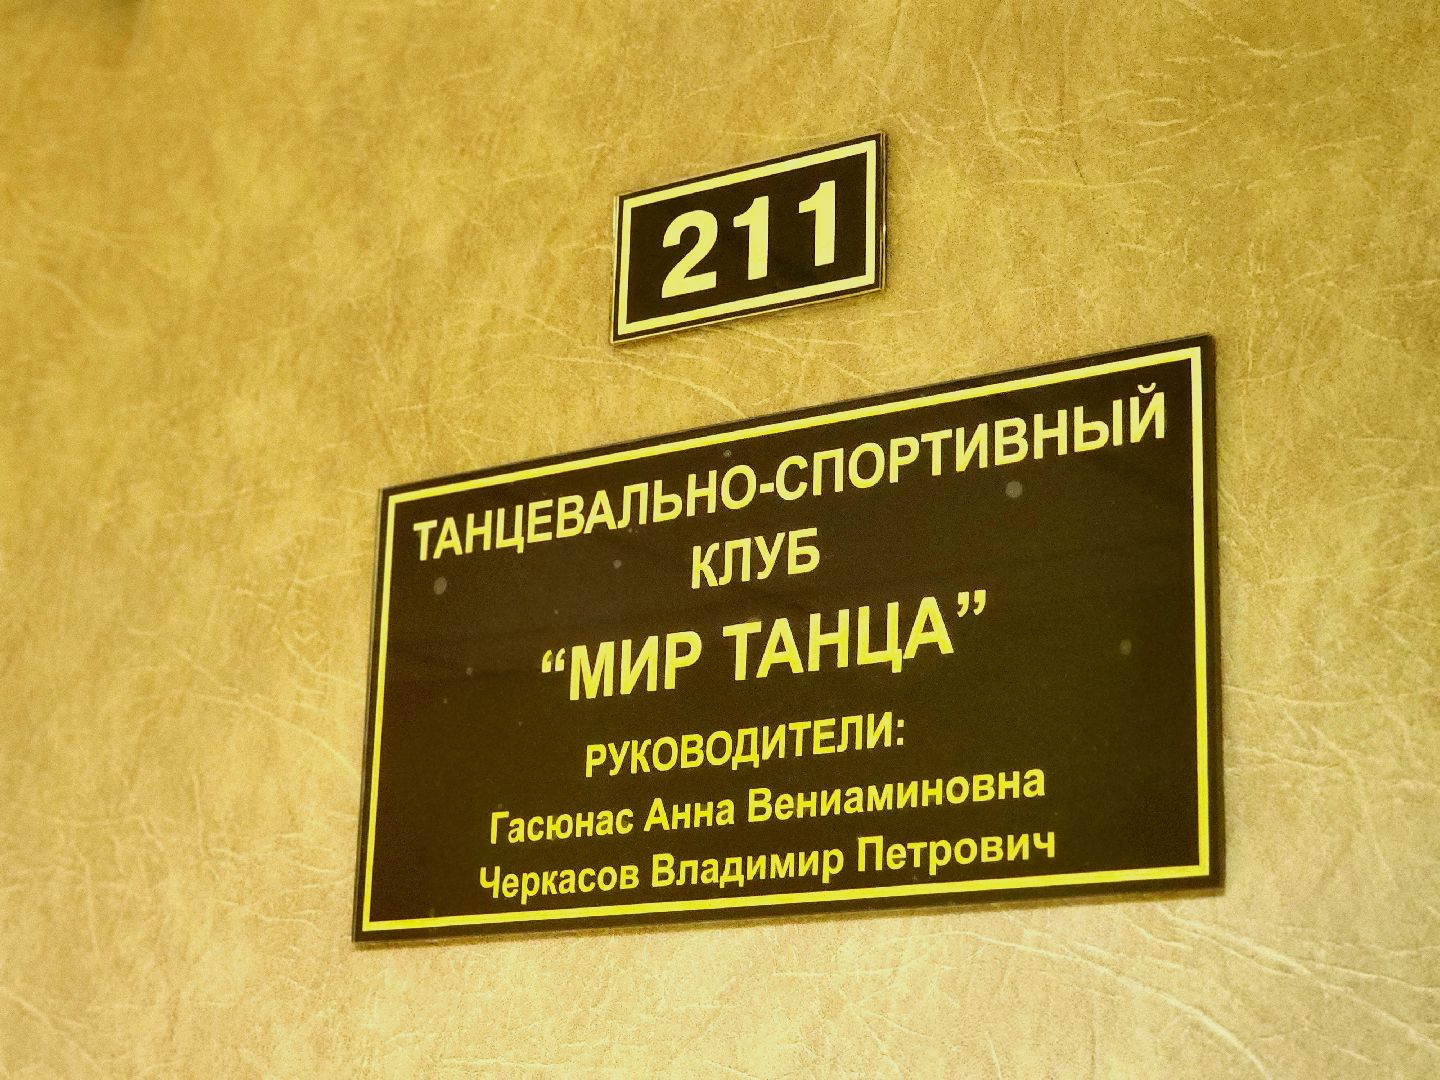 211
ТАНЦЕВАЛЬНО-СПОРТИВНЫЙ
КЛУБ
“МИР ТАНЦА”
РУКОВОДИТЕЛИ:
Гасюнас Анна Вениаминовна
Черкасов Владимир Петрович